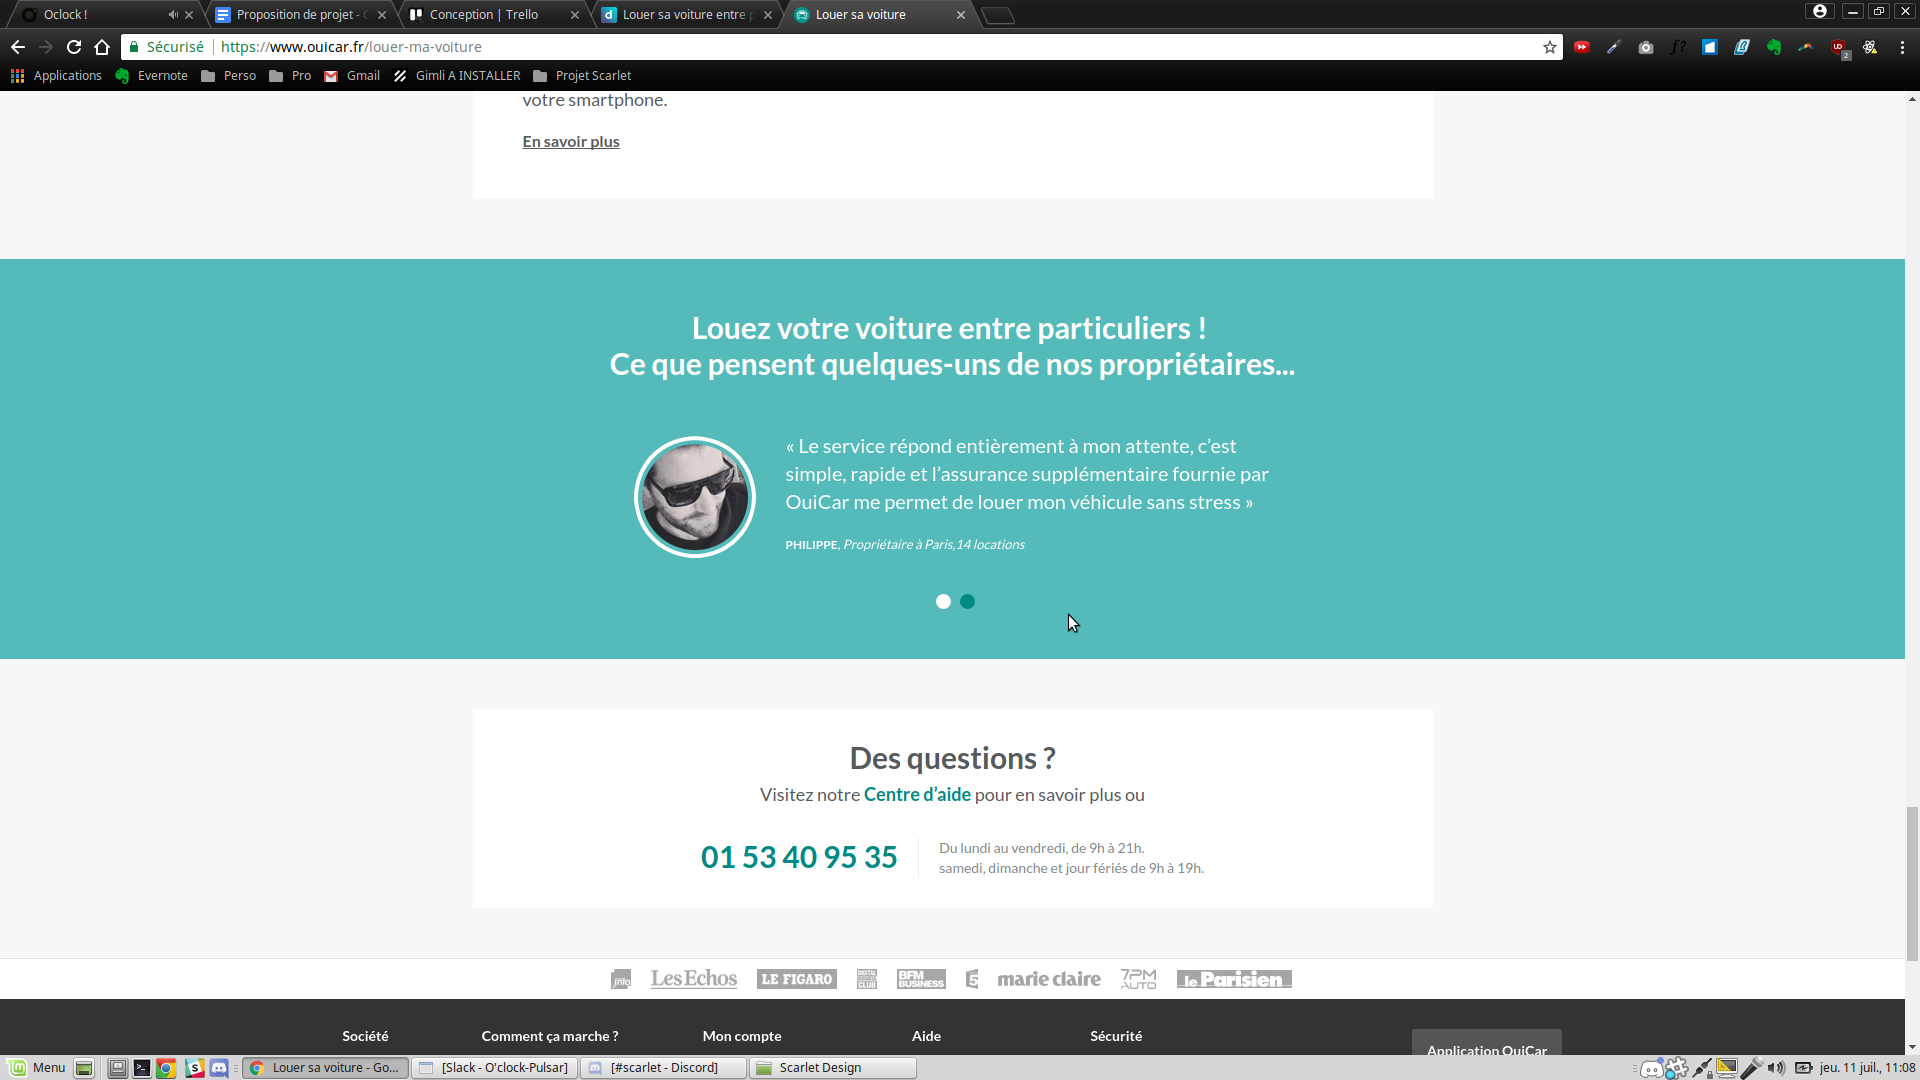 Oclock !
Proposition de projet -
Conception | Trello
Louer sa voiture entre
Louer sa voiture
Sécurisé
https://www.ouicar.fr/louer-ma-voiture
Applications
Evernote
Perso
Pro
Gmail
Gimli A INSTALLER
Projet Scarlet
votre smartphone.
En savoir plus
Louez votre voiture entre particuliers !
Ce que pensent quelques-uns de nos propriétaires...
« Le service répond entièrement à mon attente, c’est
simple, rapide et l’assurance supplémentaire fournie par
OuiCar me permet de louer mon véhicule sans stress »
PHILIPPE, Propriétaire à Paris,14 locations
Des questions ?
Visitez notre Centre d’aide pour en savoir plus ou
01 53 40 95 35
Du lundi au vendredi, de 9h à 21h.
samedi, dimanche et jour fériés de 9h à 19h.
info
Les Echos
LE FIGARO
DIGITAL BUSINESS CLUB
BFM BUSINESS
5
marie claire
7PM AUTO
le Parisien
Société
Comment ça marche ?
Mon compte
Aide
Sécurité
Application OuiCar
Menu
Louer sa voiture - Go...
[Slack - O'clock-Pulsar]
[#scarlet - Discord]
Scarlet Design
jeu. 11 juil., 11:08